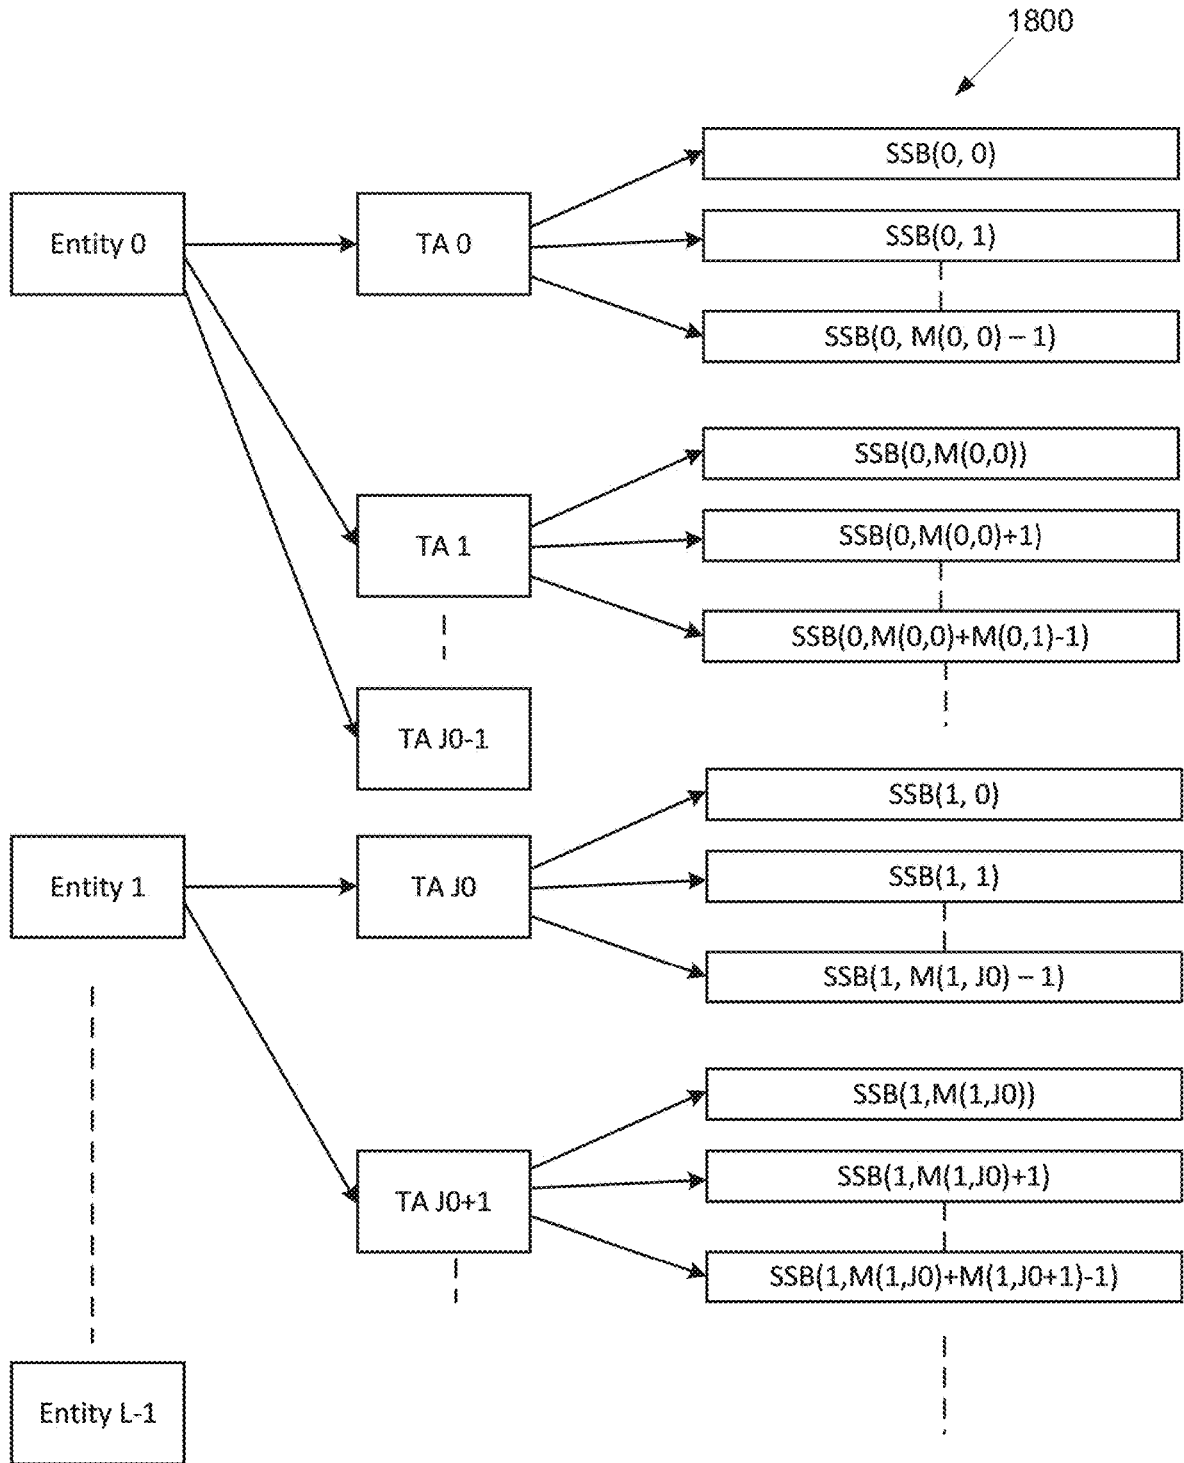 1800
SSB(0, 0)
Entity 0
TA 0
SSB(0, 1)
SSB(0, M(0, 0) – 1)
SSB(0,M(0,0))
TA 1
SSB(0,M(0,0)+1)
SSB(0,M(0,0)+M(0,1)-1)
TA J0-1
SSB(1, 0)
Entity 1
TA J0
SSB(1, 1)
SSB(1, M(1, J0) – 1)
SSB(1,M(1,J0))
TA J0+1
SSB(1,M(1,J0)+1)
SSB(1,M(1,J0)+M(1,J0+1)-1)
Entity L-1